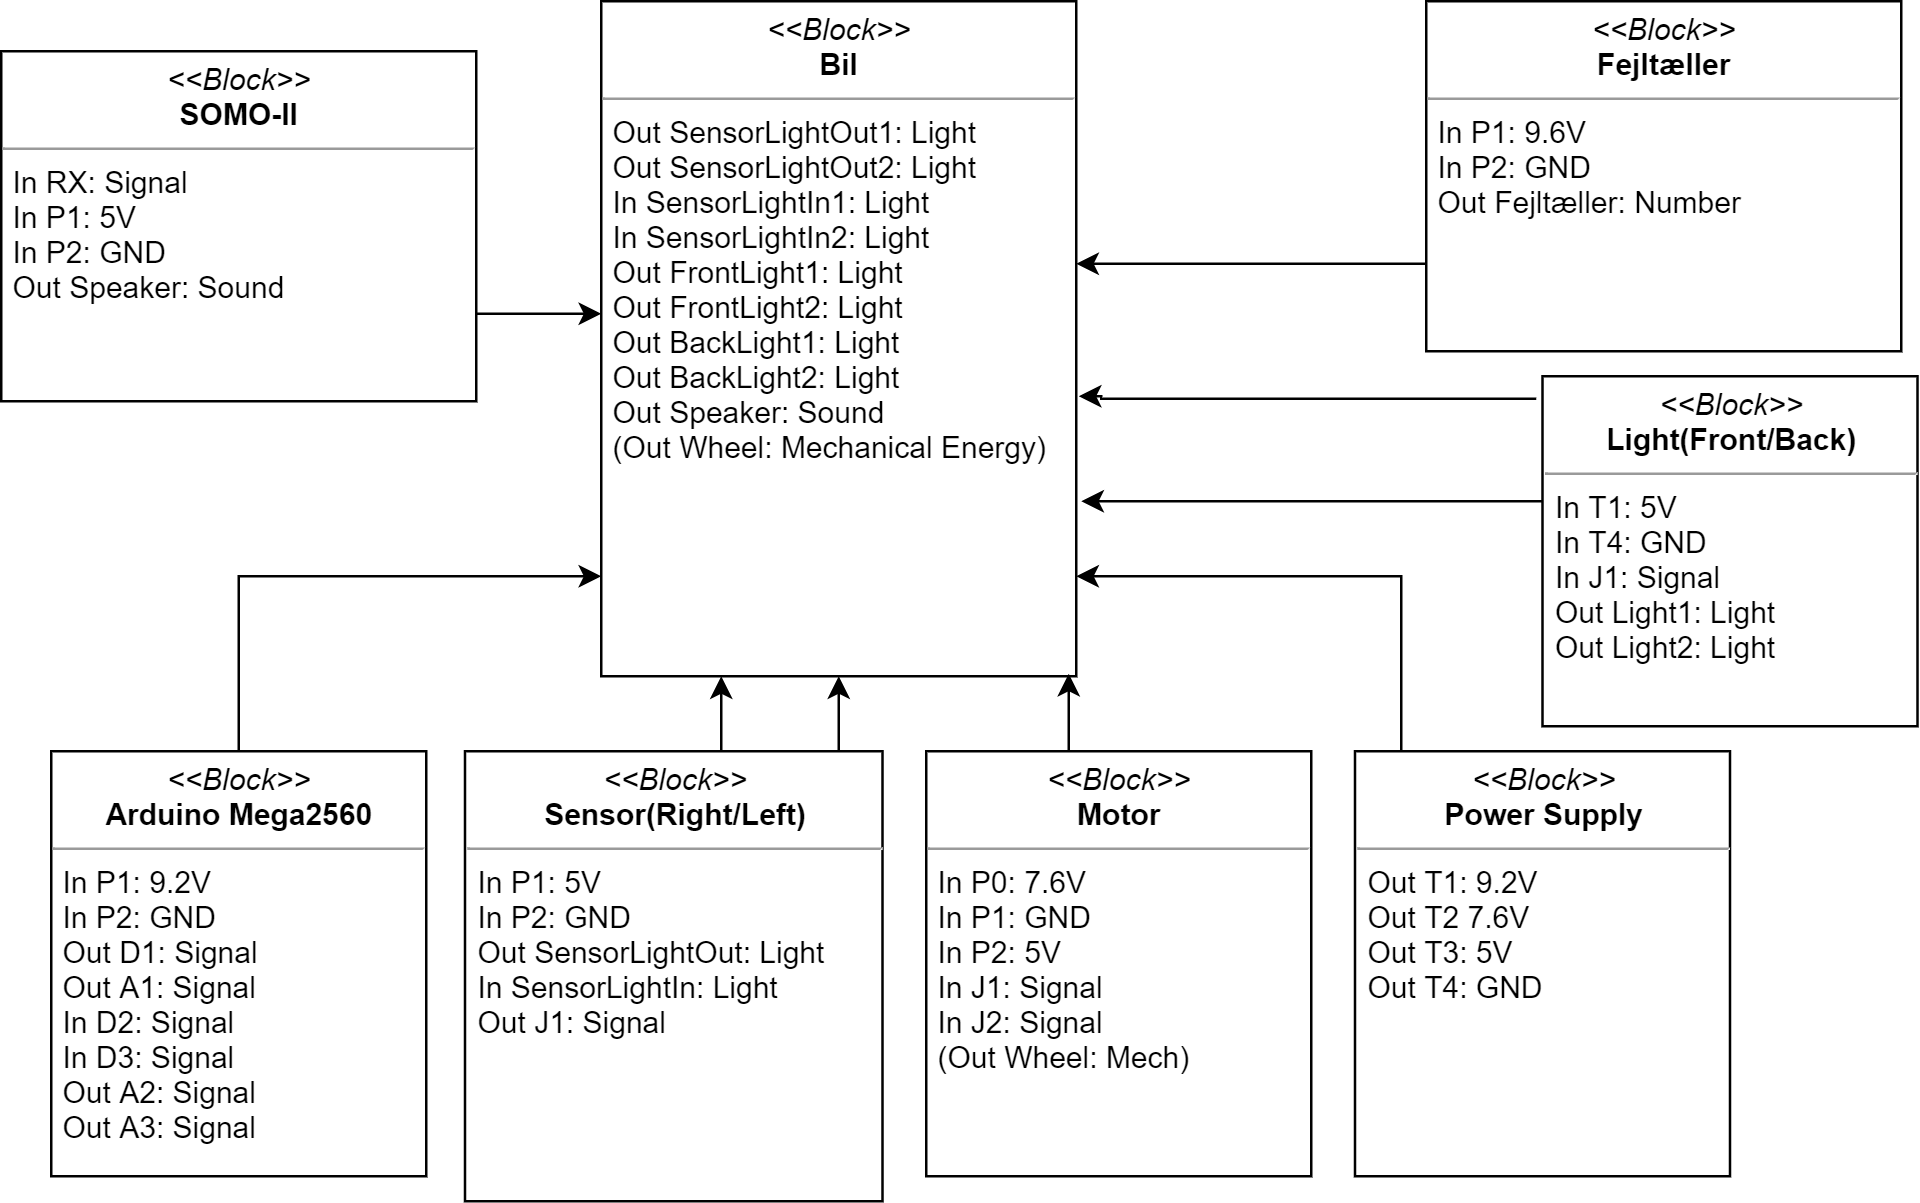 <<Block>>
SOMO-II
In RX: Signal
In P1: 5V
In P2: GND
Out Speaker: Sound
<<Block>>
Bil
Out SensorLightOut1: Light
Out SensorLightOut2: Light
In SensorLightIn1: Light
In SensorLightIn2: Light
Out FrontLight1: Light
Out FrontLight2: Light
Out BackLight1: Light
Out BackLight2: Light
Out Speaker: Sound
(Out Wheel: Mechanical Energy)
<<Block>>
Fejltæller
In P1: 9.6V
In P2: GND
Out Fejltæller: Number
<<Block>>
Light(Front/Back)
In T1: 5V
In T4: GND
In J1: Signal
Out Light1: Light
Out Light2: Light
<<Block>>
Arduino Mega2560
In P1: 9.2V
In P2: GND
Out D1: Signal
Out A1: Signal
In D2: Signal
In D3: Signal
Out A2: Signal
Out A3: Signal
<<Block>>
Sensor(Right/Left)
In P1: 5V
In P2: GND
Out SensorLightOut: Light
In SensorLightIn: Light
Out J1: Signal
<<Block>>
Motor
In P0: 7.6V
In P1: GND
In P2: 5V
In J1: Signal
In J2: Signal
(Out Wheel: Mech)
<<Block>>
Power Supply
Out T1: 9.2V
Out T2 7.6V
Out T3: 5V
Out T4: GND